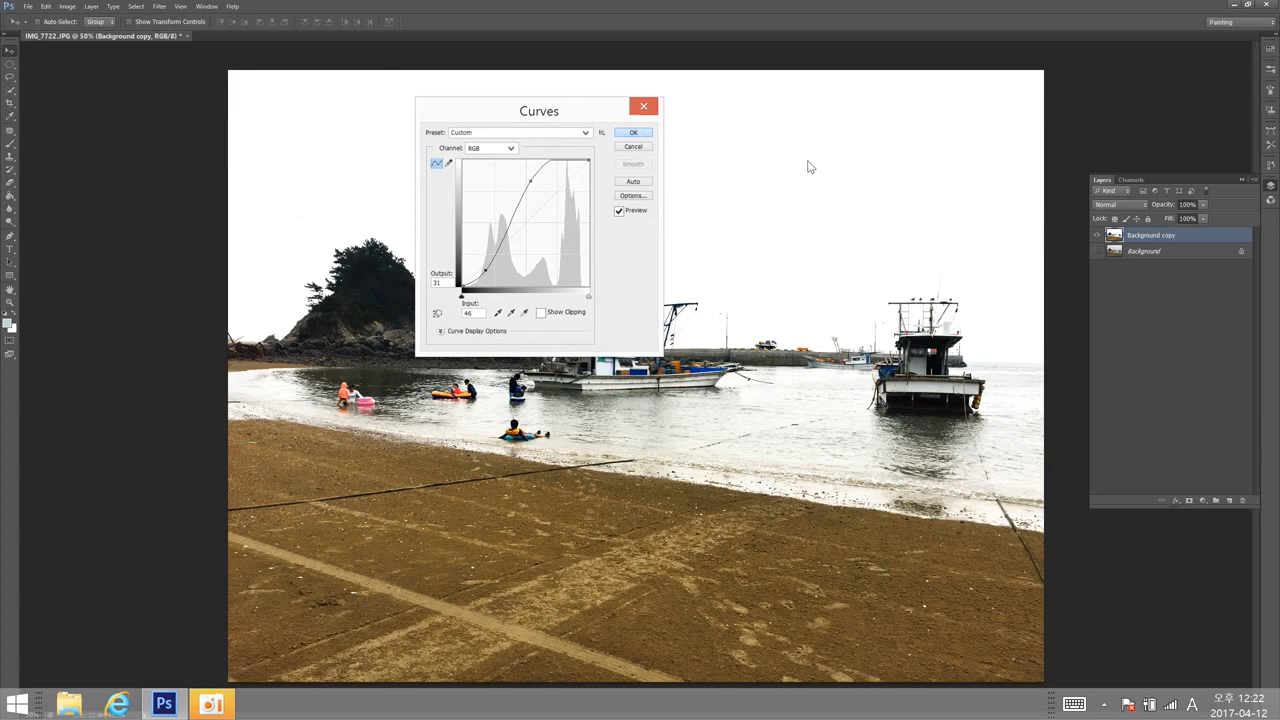 Ps File Edit Image Layer Type Select Filter View Window Help
Auto-Select: Group Show Transform Controls Painting
IMG_7722.JPG @ 50% (Background copy, RGB/8) * ×
Curves
Preset: Custom OK
Cancel
Channel: RGB
Smooth
Auto
Options...
Preview
Output:
31
Input:
46 Show Clipping
Curve Display Options
Layers Channels
Kind
Normal Opacity: 100%
Lock: Fill: 100%
Background copy
Background
Ps
A
오후 12:22
2017-04-12